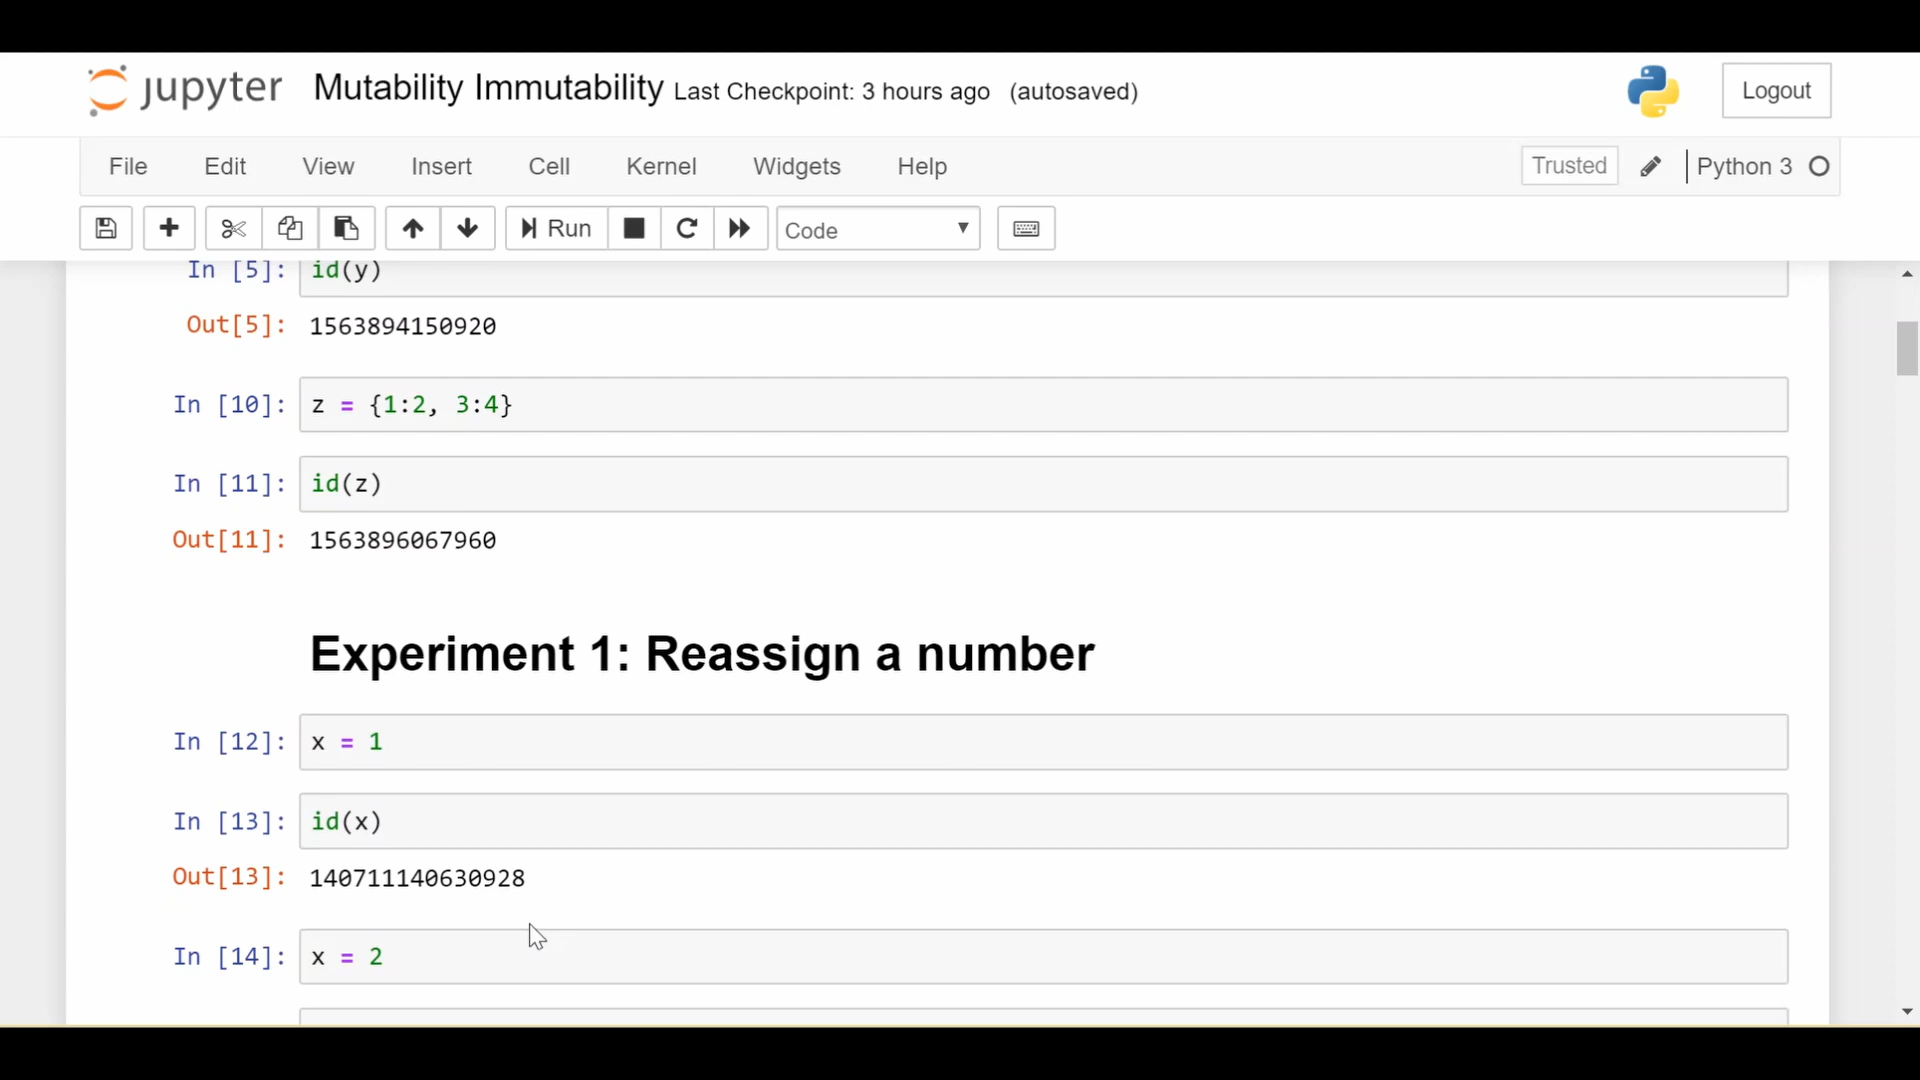 jupyter Mutability Immutability Last Checkpoint: 3 hours ago (autosaved) Logout
File Edit View Insert Cell Kernel Widgets Help Trusted Python 3
Run Code
In [5]: id(y)
Out[5]: 1563894150920
In [10]: z = {1:2, 3:4}
In [11]: id(z)
Out[11]: 1563896067960
Experiment 1: Reassign a number
In [12]: x = 1
In [13]: id(x)
Out[13]: 140711140630928
In [14]: x = 2